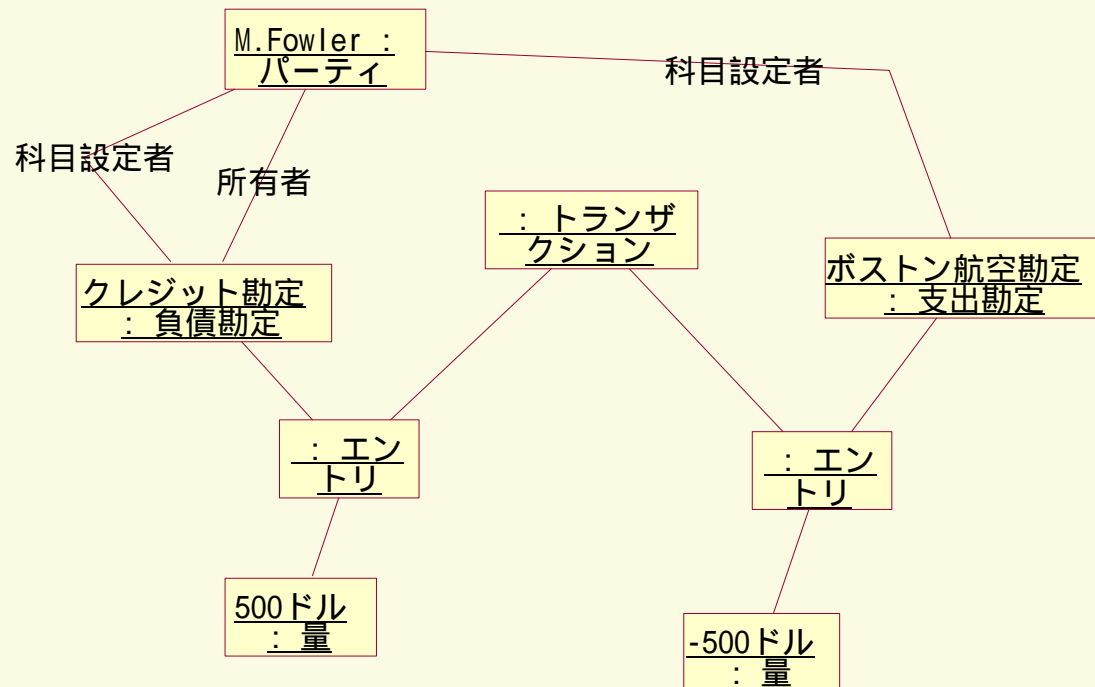 M.Fowler :
パーティ
科目設定者
科目設定者
所有者
: トランザ
クション
ボストン航空勘定
: 支出勘定
クレジット勘定
: 負債勘定
: エン
トリ
: エン
トリ
500ドル
: 量
-500ドル
: 量